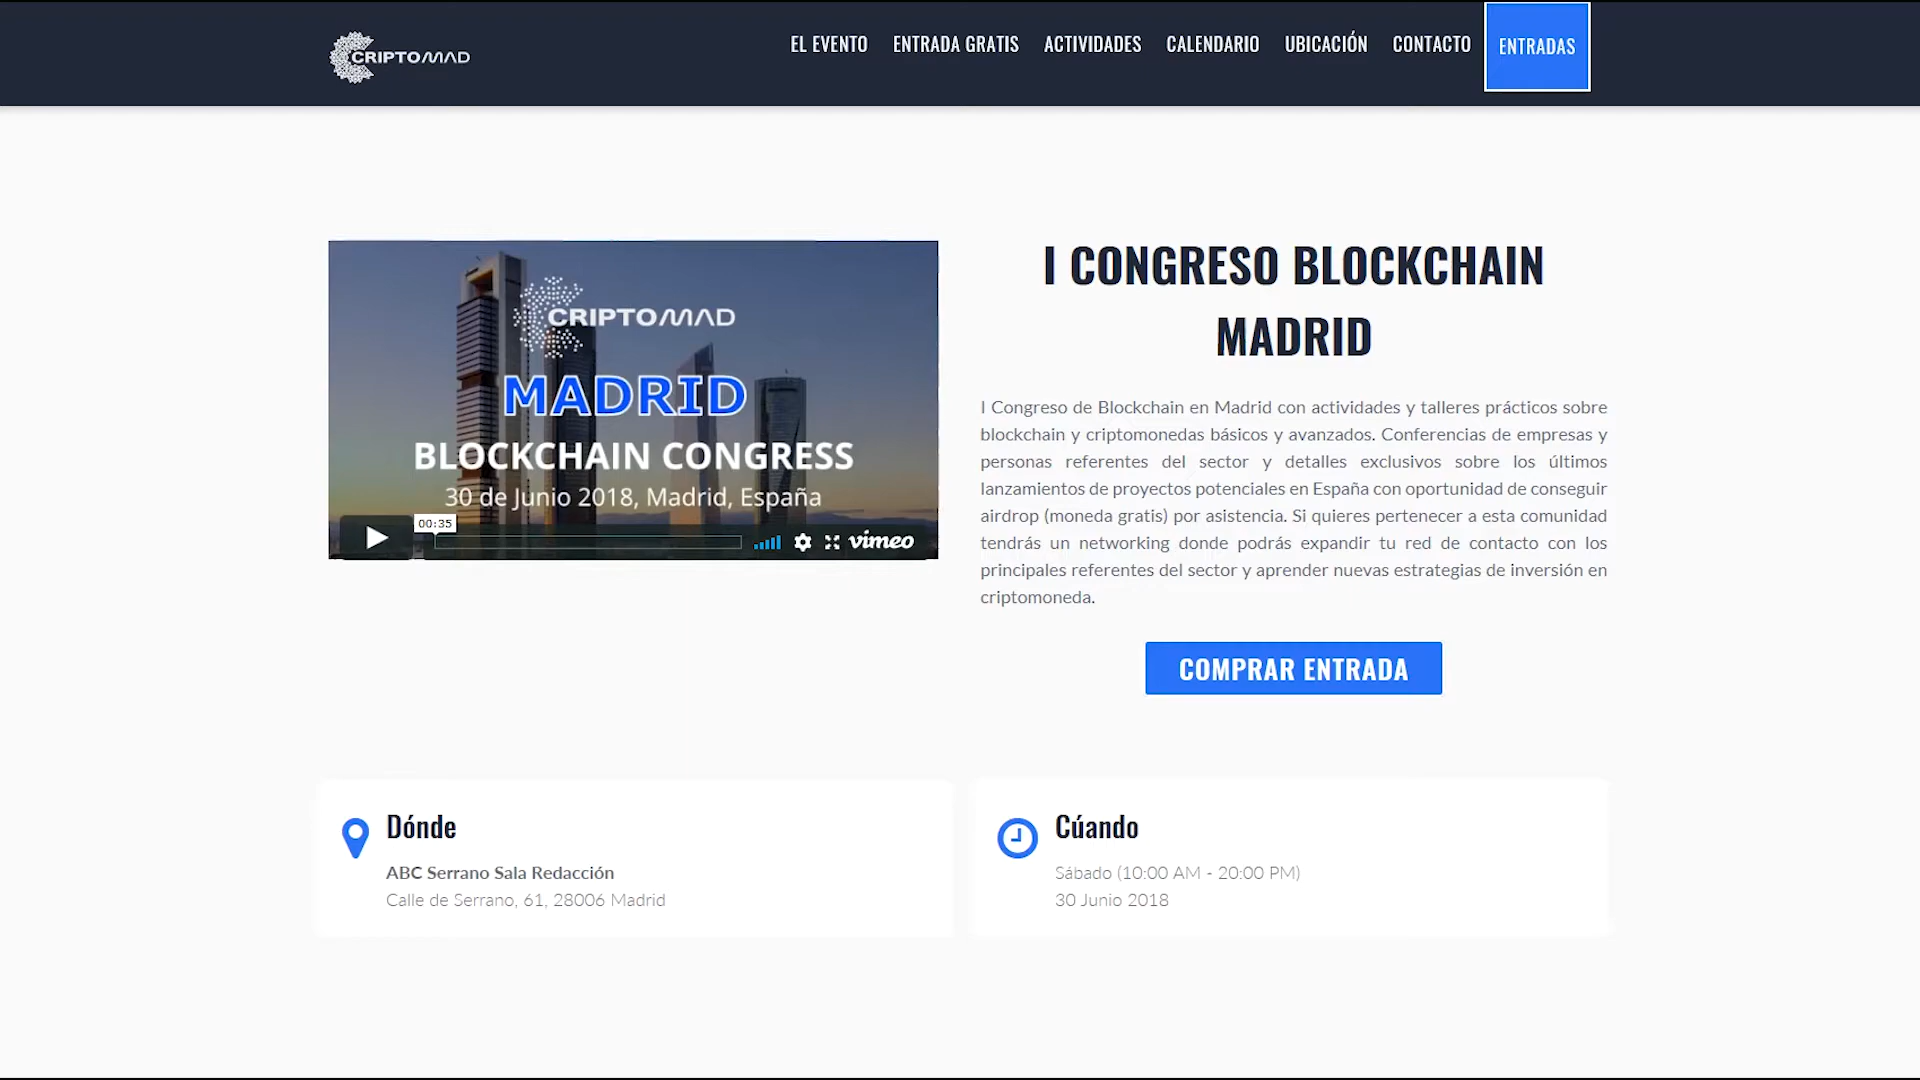 CRIPTOMAD
EL EVENTO ENTRADA GRATIS ACTIVIDADES CALENDARIO UBICACIÓN CONTACTO ENTRADAS
CRIPTOMAD
MADRID
BLOCKCHAIN CONGRESS
30 de Junio 2018, Madrid, España
00:35
vimeo
I CONGRESO BLOCKCHAIN
MADRID
I Congreso de Blockchain en Madrid con actividades y talleres prácticos sobre
blockchain y criptomonedas básicos y avanzados. Conferencias de empresas y
personas referentes del sector y detalles exclusivos sobre los últimos
lanzamientos de proyectos potenciales en España con oportunidad de conseguir
airdrop (moneda gratis) por asistencia. Si quieres pertenecer a esta comunidad
tendrás un networking donde podrás expandir tu red de contacto con los
principales referentes del sector y aprender nuevas estrategias de inversión en
criptomoneda.
COMPRAR ENTRADA
Dónde
ABC Serrano Sala Redacción
Calle de Serrano, 61, 28006 Madrid
Cúando
Sábado (10:00 AM - 20:00 PM)
30 Junio 2018